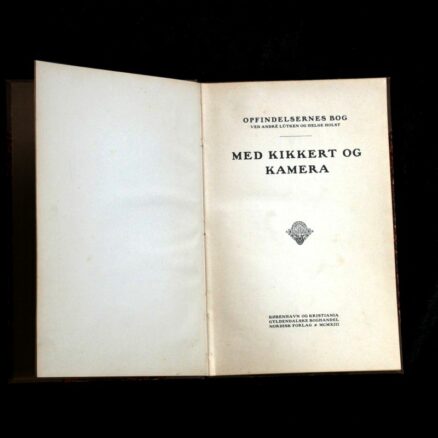 OPFINDELSERNES BOG
VED ANDRÉ LÜTKEN OG HELGE HOLST
MED KIKKERT OG
KAMERA
KØBENHAVN OG KRISTIANIA
GYLDENDALSKE BOGHANDEL
NORDISK FORLAG MCMXIII